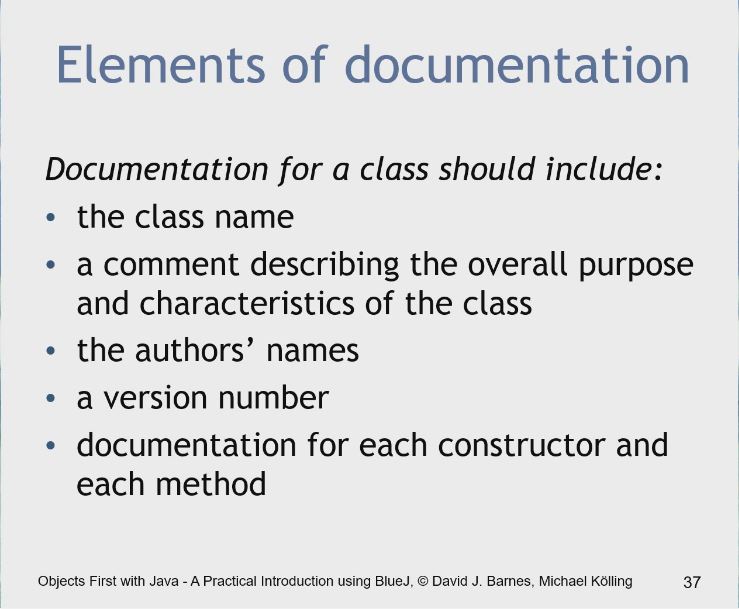 Elements of documentation
Documentation for a class should include:
• the class name
• a comment describing the overall purpose
and characteristics of the class
• the authors’ names
• a version number
• documentation for each constructor and
each method
Objects First with Java - A Practical Introduction using BlueJ, © David J. Barnes, Michael Kölling
37